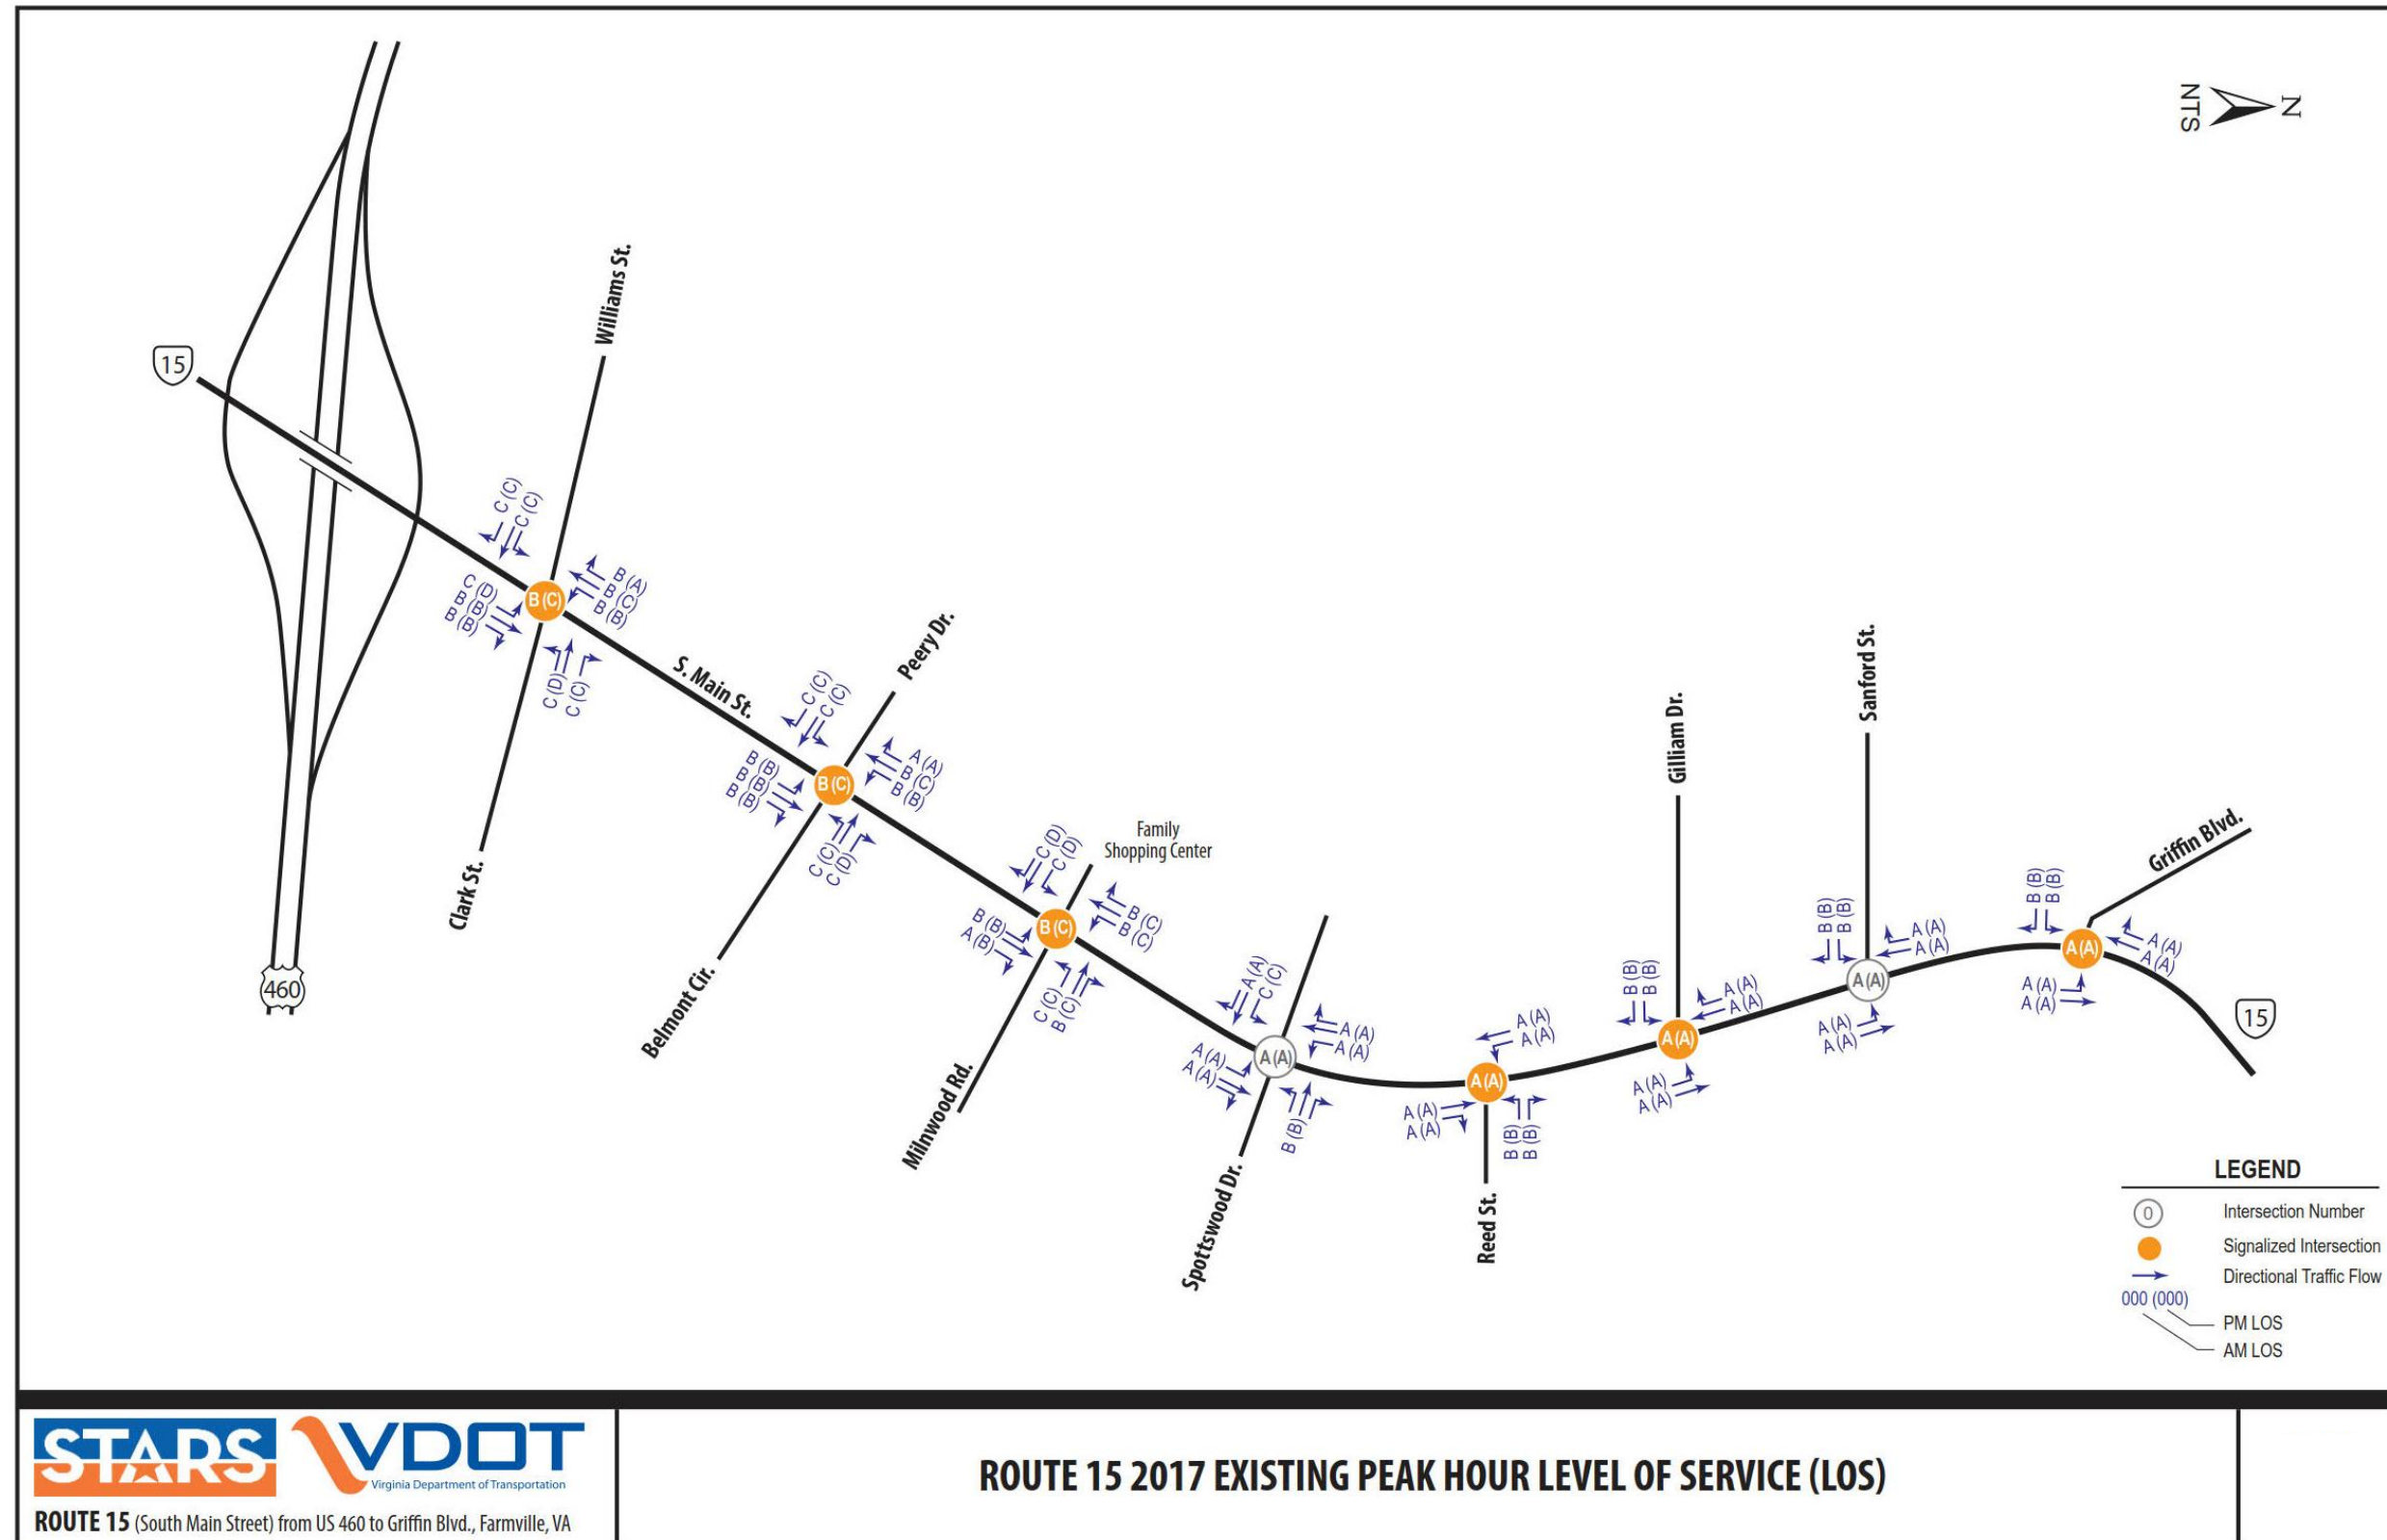 N
NTS
15
Williams St.
C (C)
C (C)
B (A)
B (C)
B (B)
C (D)
B (B)
B (B)
B (C)
C (D)
C (C)
Clark St.
460
S. Main St.
Peery Dr.
C (C)
C (C)
A (A)
B (C)
B (B)
B (B)
B (B)
B (B)
B (C)
C (C)
C (D)
Belmont Cir.
Family
Shopping Center
C (D)
C (D)
B (C)
B (C)
B (B)
A (B)
B (C)
C (C)
B (C)
Milnwood Rd.
A (A)
C (C)
A (A)
A (A)
A (A)
A (A)
A (A)
B (B)
Spottswood Dr.
A (A)
A (A)
A (A)
A (A)
A (A)
B (B)
B (B)
Reed St.
Gilliam Dr.
B (B)
B (B)
A (A)
A (A)
A (A)
A (A)
A (A)
Sanford St.
B (B)
B (B)
A (A)
A (A)
A (A)
A (A)
A (A)
Griffin Blvd.
B (B)
B (B)
A (A)
A (A)
A (A)
A (A)
A (A)
15
LEGEND
0 Intersection Number
Signalized Intersection
Directional Traffic Flow
000 (000)
PM LOS
AM LOS
STARS
VDOT
Virginia Department of Transportation
ROUTE 15 (South Main Street) from US 460 to Griffin Blvd., Farmville, VA
ROUTE 15 2017 EXISTING PEAK HOUR LEVEL OF SERVICE (LOS)